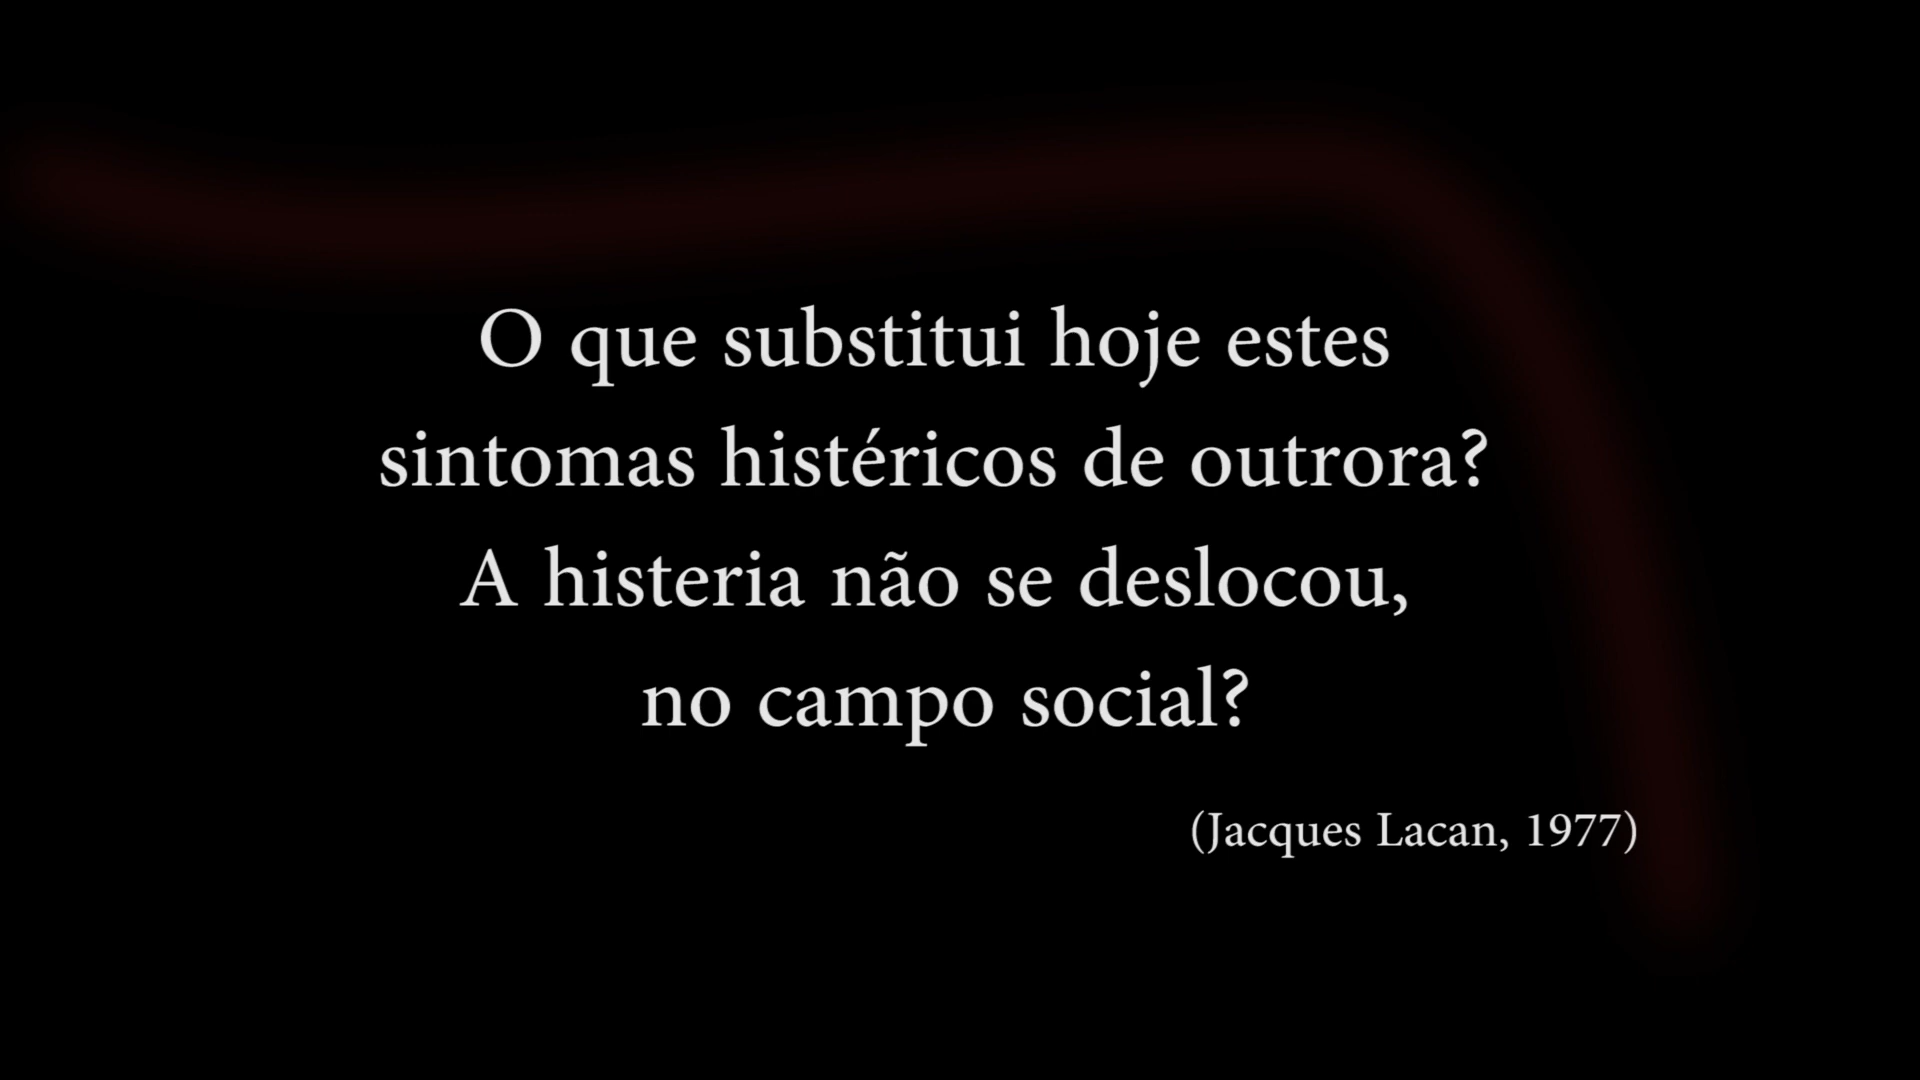 O que substitui hoje estes
sintomas histéricos de outrora?
A histeria não se deslocou,
no campo social?
(Jacques Lacan, 1977)